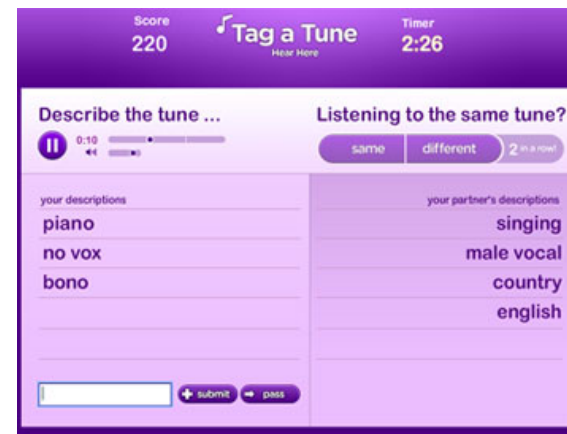 Score
220
Tag a Tune
Hear Here
Timer
2:26
Describe the tune ...
0:10
Listening to the same tune?
same
different
2 in a row!
your descriptions
piano
no vox
bono
submit
pass
your partner's descriptions
singing
male vocal
country
english